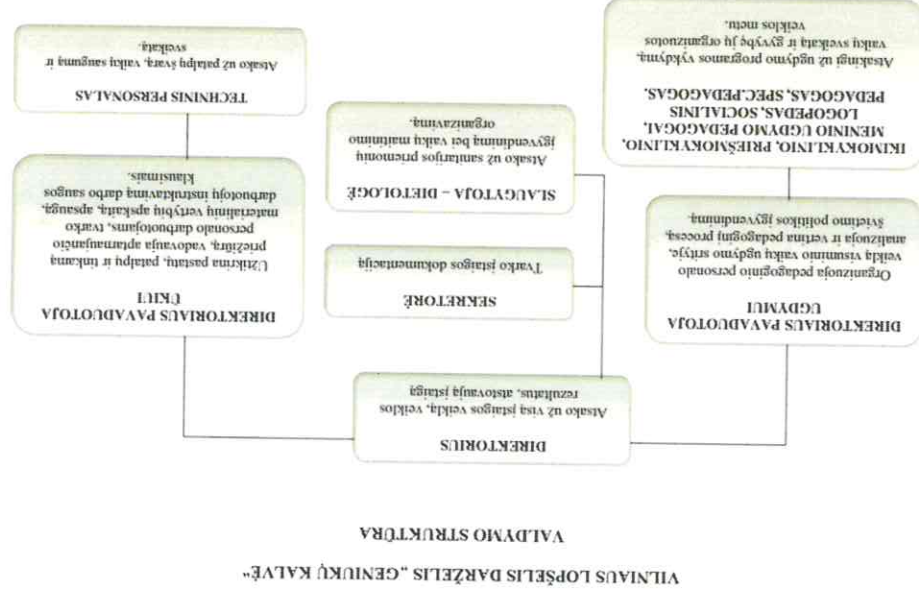 VILNIAUS LOPŠELIS DARŽELIS „GENIUKŲ KALVĖ“
VALDYMO STRUKTŪRA
DIREKTORIUS
Atsako už visą įstaigos veiklą, veiklos
rezultatus, atstovauja įstaigą
DIREKTORIAUS PAVADUOTOJA
UGDYMUI
Organizuoja pedagoginio personalo
veiklą visuminio vaikų ugdymo srityje,
analizuoja ir vertina pedagoginį procesą,
švietimo politikos įgyvendinimą.
IKIMOKYKLINIO, PRIEŠMOKYKLINIO,
MENINIO UGDYMO PEDAGOGAI,
LOGOPEDAS, SOCIALINIS
PEDAGOGAS, SPEC.PEDAGOGAS.
Atsakingi už ugdymo programos vykdymą,
vaikų sveikatą ir gyvybę jų organizuotos
veiklos metu.
SEKRETORĖ
Tvarko įstaigos dokumentaciją
SLAUGYTOJA – DIETOLOGĖ
Atsako už sanitarijos priemonių
įgyvendinimą bei vaikų maitinimo
organizavimą.
DIREKTORIAUS PAVADUOTOJA
ŪKIUI
Užtikrina pastatų, patalpų ir tinkamą
priežiūrą, vadovauja aptarnaujančio
personalo darbuotojams, tvarko
materialinių vertybių apskaitą, apsaugą,
darbuotojų instruktavimą darbo saugos
klausimais.
TECHNINIS PERSONALAS
Atsako už patalpų švarą, vaikų saugumą ir
sveikatą.